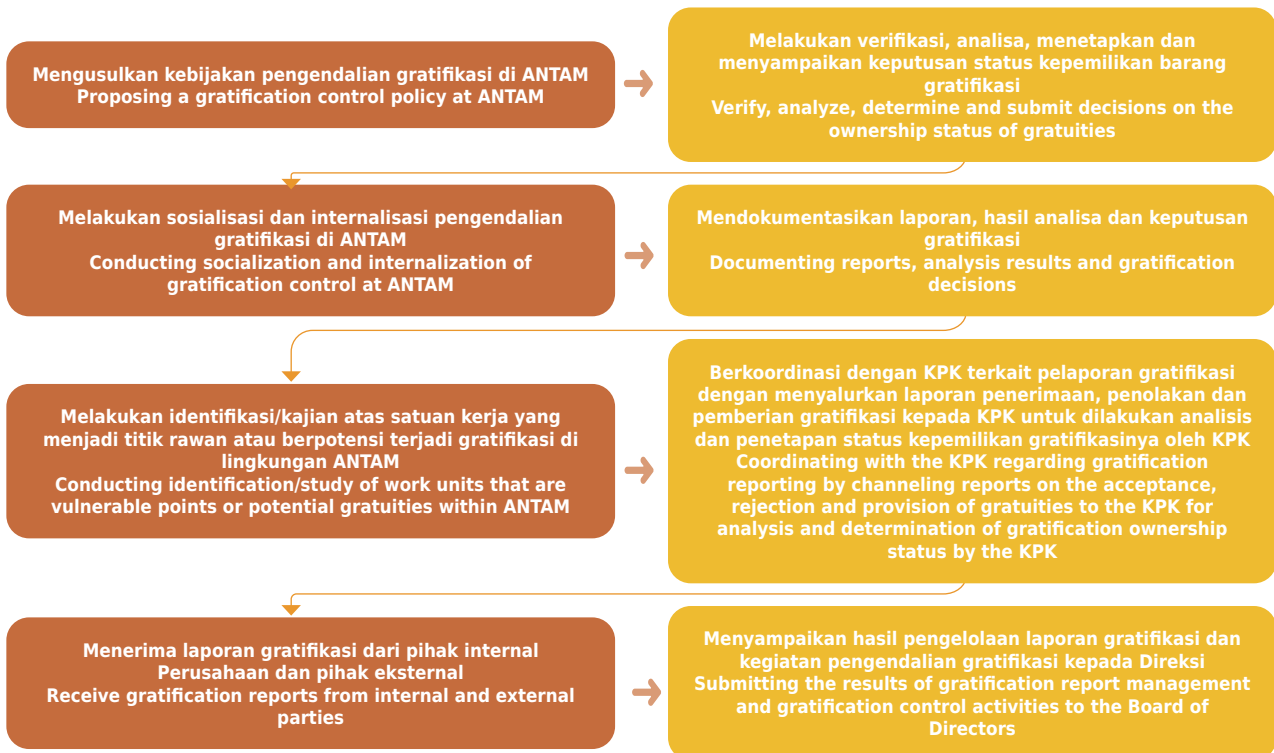 Mengusulkan kebijakan pengendalian gratifikasi di ANTAM
Proposing a gratification control policy at ANTAM
Melakukan verifikasi, analisa, menetapkan dan
menyampaikan keputusan status kepemilikan barang
gratifikasi
Verify, analyze, determine and submit decisions on the
ownership status of gratuities
Melakukan sosialisasi dan internalisasi pengendalian
gratifikasi di ANTAM
Conducting socialization and internalization of
gratification control at ANTAM
Mendokumentasikan laporan, hasil analisa dan keputusan
gratifikasi
Documenting reports, analysis results and gratification
decisions
Melakukan identifikasi/kajian atas satuan kerja yang
menjadi titik rawan atau berpotensi terjadi gratifikasi di
lingkungan ANTAM
Conducting identification/study of work units that are
vulnerable points or potential gratuities within ANTAM
Berkoordinasi dengan KPK terkait pelaporan gratifikasi
dengan menyalurkan laporan penerimaan, penolakan dan
pemberian gratifikasi kepada KPK untuk dilakukan analisis
dan penetapan status kepemilikan gratifikasinya oleh KPK
Coordinating with the KPK regarding gratification
reporting by channeling reports on the acceptance,
rejection and provision of gratuities to the KPK for
analysis and determination of gratification ownership
status by the KPK
Menerima laporan gratifikasi dari pihak internal
Perusahaan dan pihak eksternal
Receive gratification reports from internal and external
parties
Menyampaikan hasil pengelolaan laporan gratifikasi dan
kegiatan pengendalian gratifikasi kepada Direksi
Submitting the results of gratification report management
and gratification control activities to the Board of
Directors